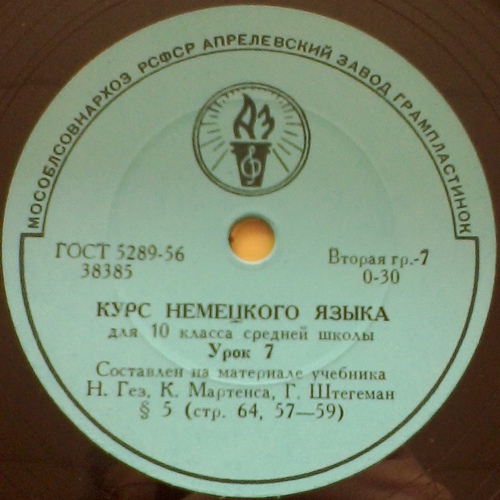 МОСОБЛСОВНАРХОЗ РСФСР АПРЕЛЕВСКИЙ ЗАВОД ГРАМПЛАСТИНОК
АЗ
ГОСТ 5289-56
38385
Вторая гр.-7
0-30
КУРС НЕМЕЦКОГО ЯЗЫКА
для 10 класса средней школы
Урок 7
Составлен на материале учебника
Н. Гез, К. Мартенса, Г. Штегеман
§ 5 (стр. 64, 57—59)